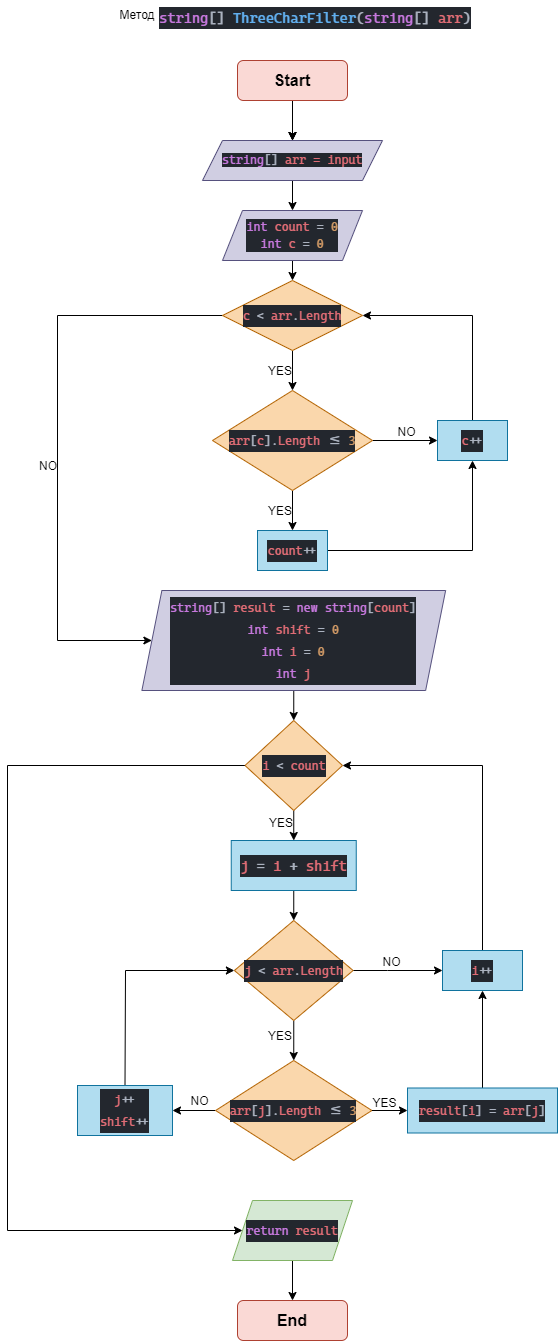 Метод string[] ThreeCharFilter(string[] arr)
Start
string[] arr = input
int count = 0
int c = 0
c < arr.Length
YES
arr[c].Length ≤ 3
NO
c++
NO
YES
count++
string[] result = new string[count]
int shift = 0
int i = 0
int j
i < count
YES
j = i + shift
j < arr.Length
NO
i++
YES
arr[j].Length ≤ 3
NO
j++
shift++
YES
result[i] = arr[j]
return result
End